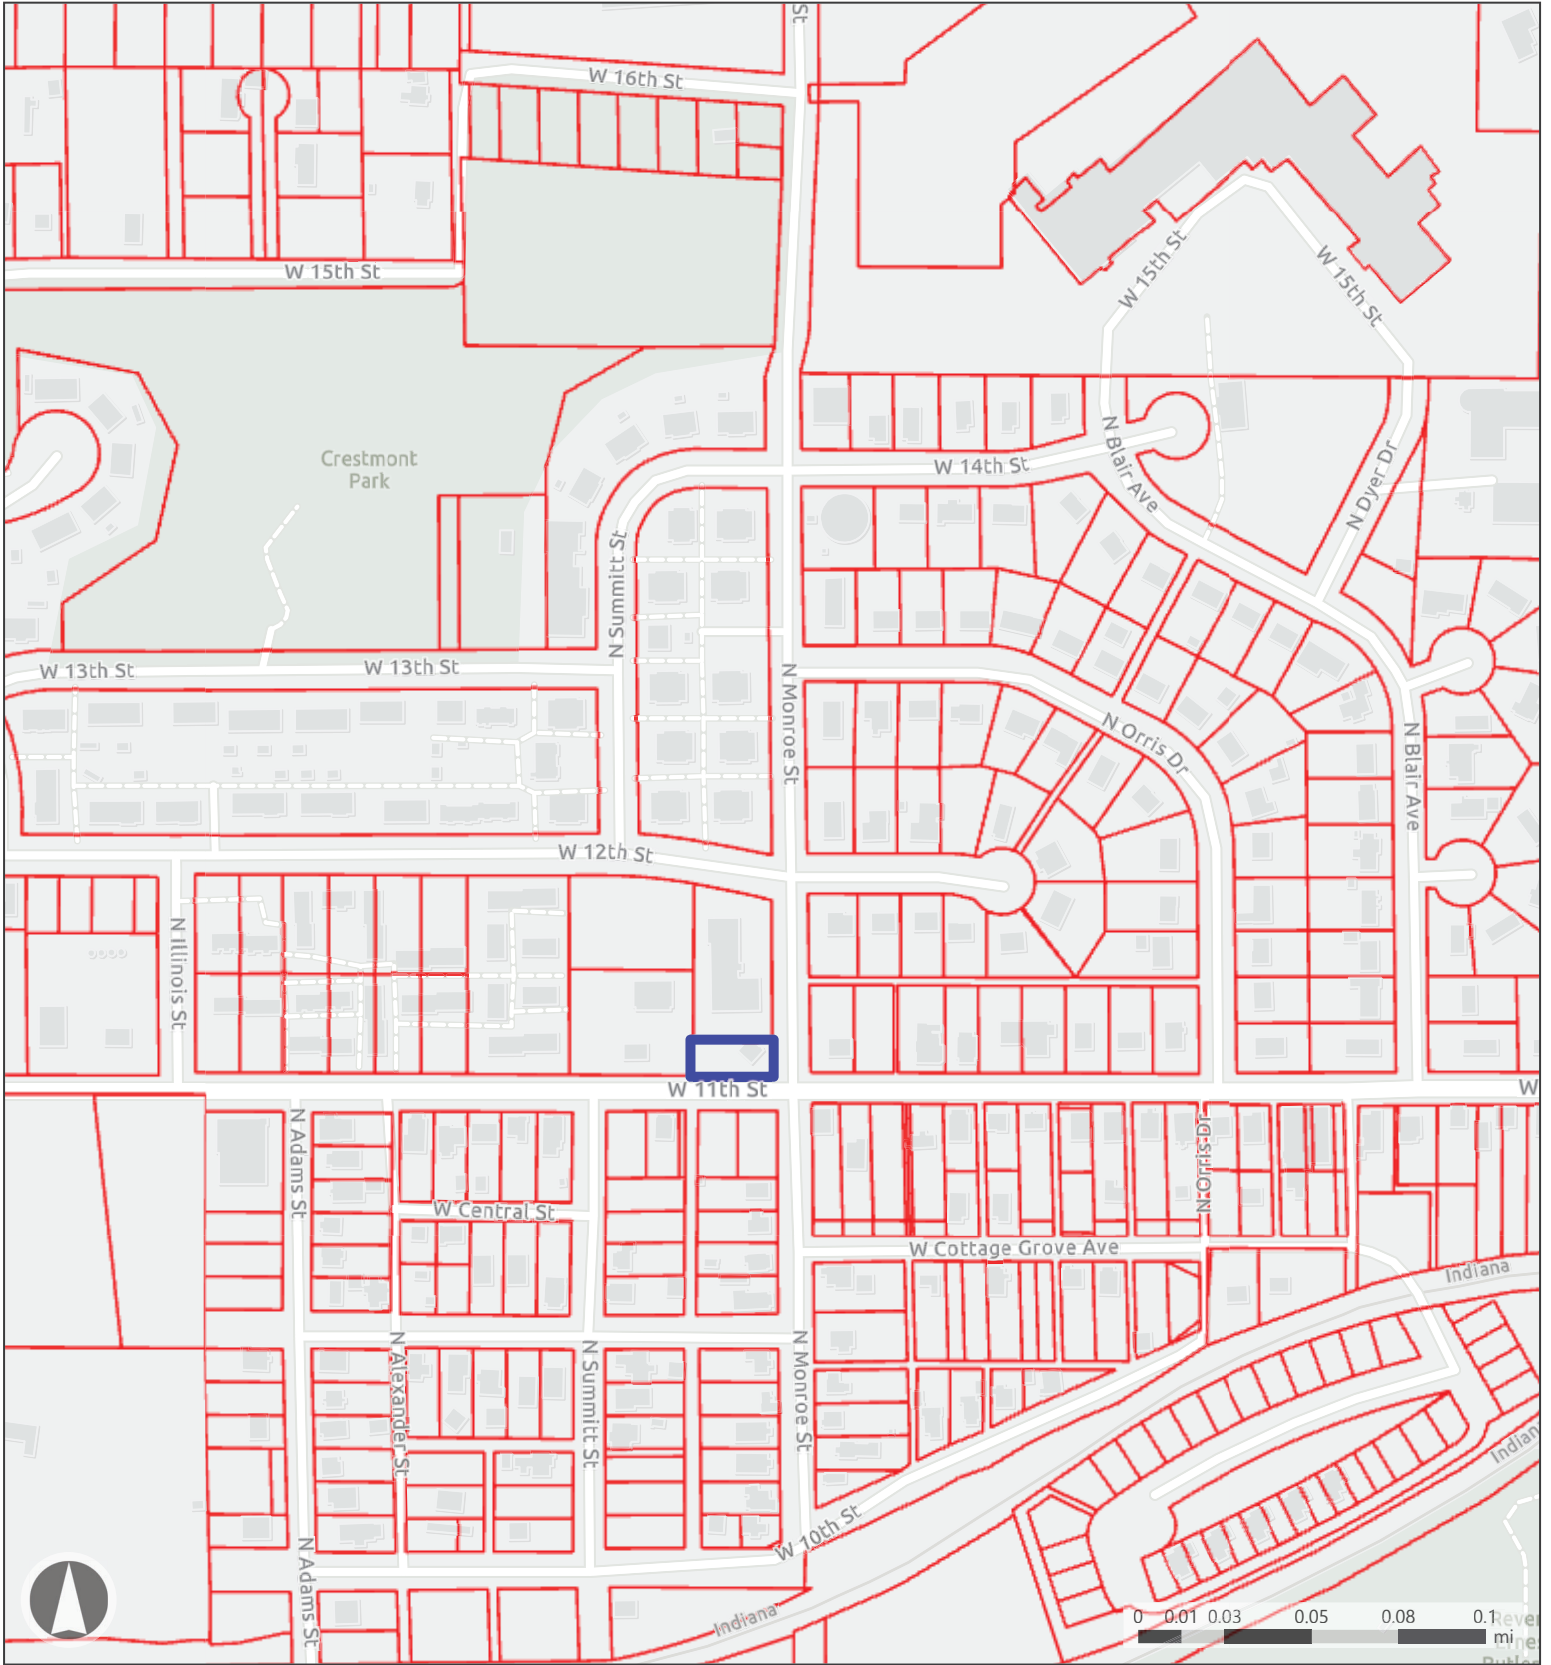 St
W 16th St
W 15th St
W 15th St
W 15th St
Crestmont
Park
N Blair Ave
W 14th St
N Dyer Dr
N Summitt St
W 13th St
W 13th St
N Monroe St
N Orris Dr
N Blair Ave
W 12th St
N Illinois St
W 11th St
W
N Adams St
N Orris Dr
W Central St
W Cottage Grove Ave
Indiana
N Alexander St
N Summitt St
N Monroe St
Indian
W 10th St
N Adams St
Indiana
0 0.01 0.03 0.05 0.08 0.1
mi